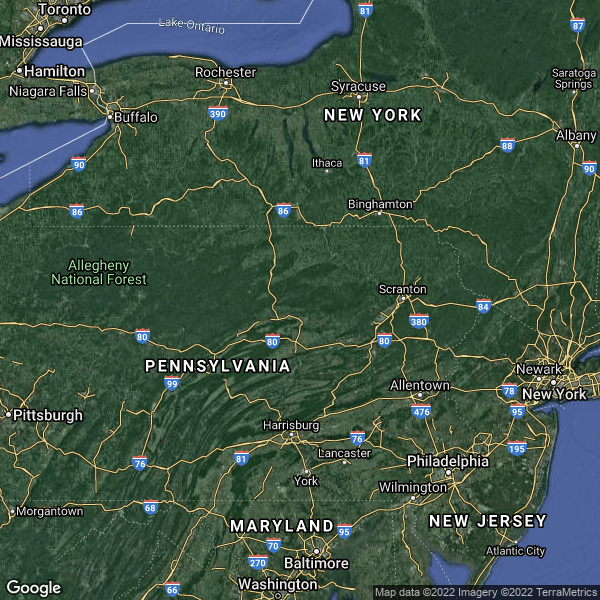 Toronto
Lake Ontario
81
87
Mississauga
Hamilton
Rochester
Saratoga
Springs
Niagara Falls
Syracuse
Buffalo
390
NEW YORK
Albany
88
90
Ithaca
81
90
86
86
Binghamton
Allegheny
National Forest
Scranton
84
380
80
80
80
PENNSYLVANIA
99
Newark
New York
Allentown
78
476
95
Pittsburgh
Harrisburg
76
195
76
81
Lancaster
Philadelphia
York
Wilmington
68
Morgantown
MARYLAND
95
NEW JERSEY
70
270
Baltimore
Atlantic City
66
Washington
Google
Map data ©2022 Imagery ©2022 TerraMetrics